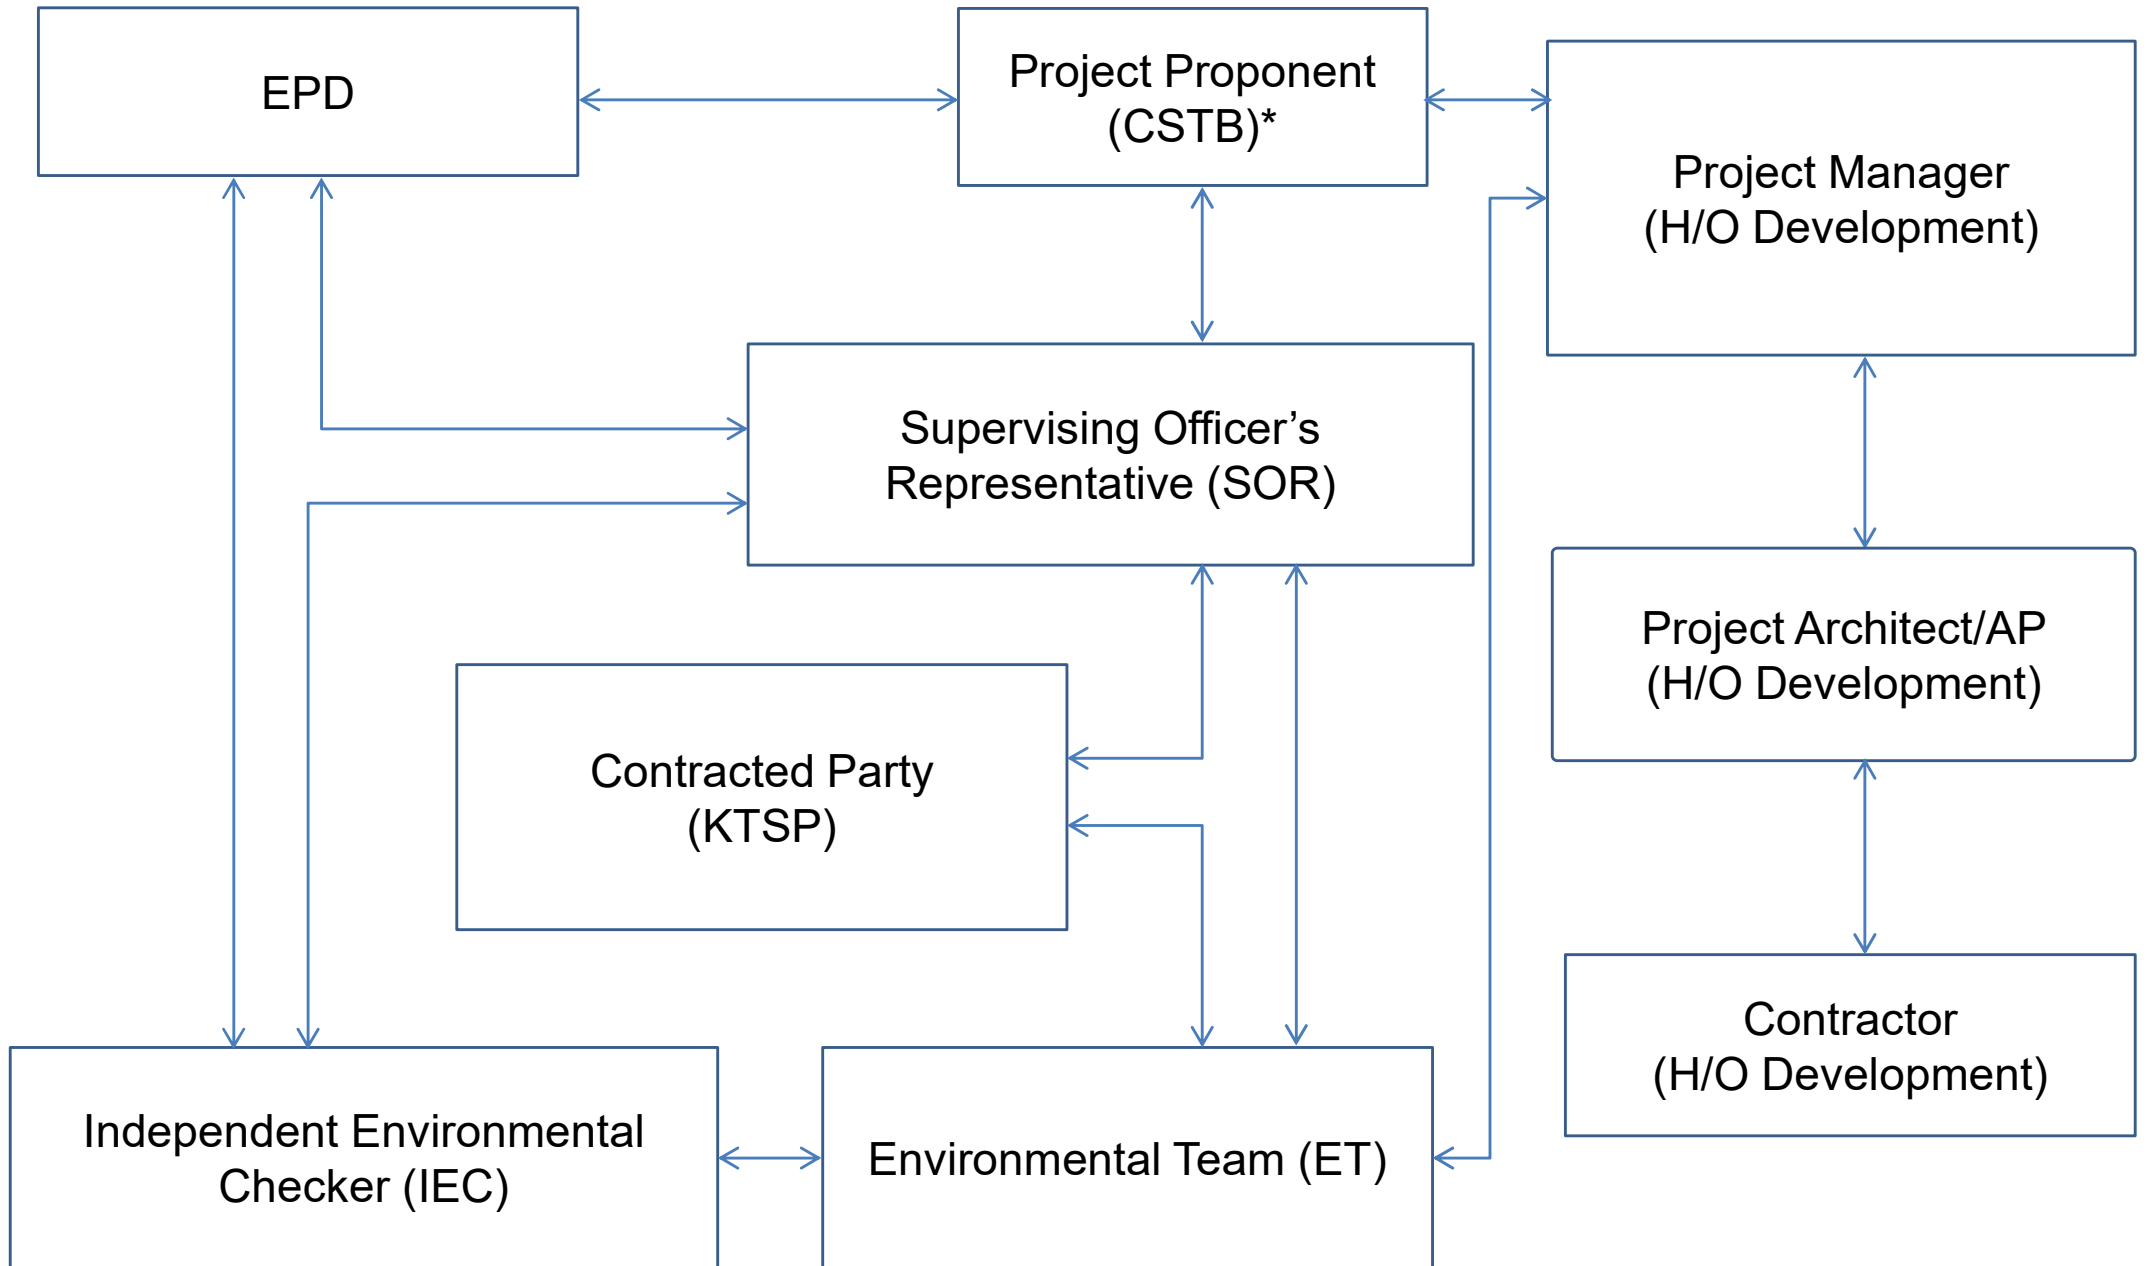 EPD
Project Proponent
(CSTB)*
Project Manager
(H/O Development)
Supervising Officer’s
Representative (SOR)
Project Architect/AP
(H/O Development)
Contracted Party
(KTSP)
Contractor
(H/O Development)
Independent Environmental
Checker (IEC)
Environmental Team (ET)